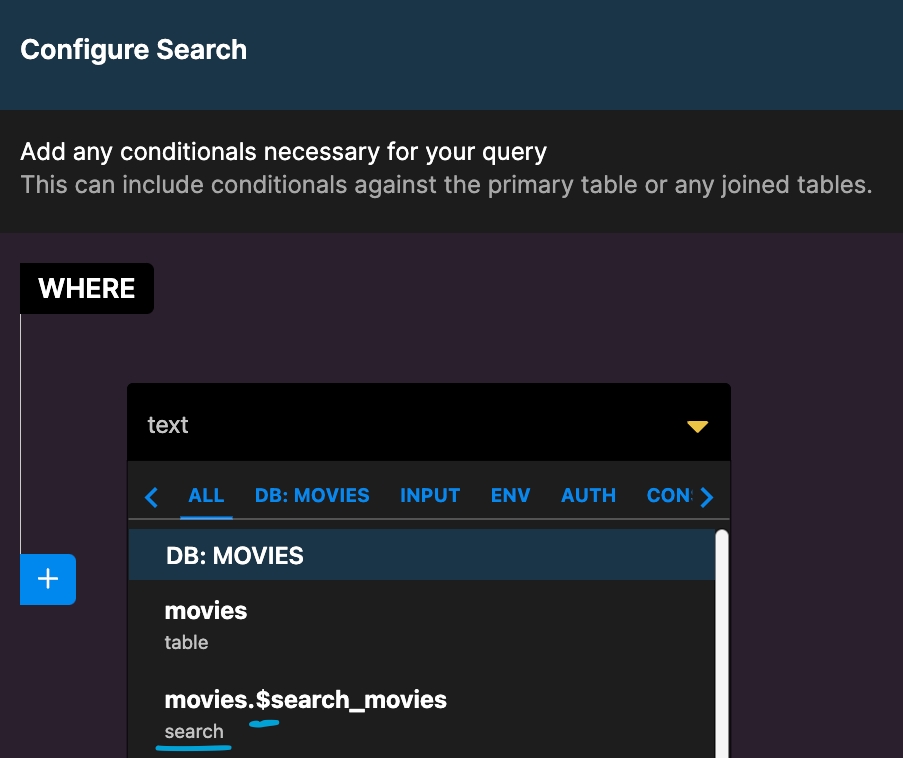 Configure Search
Add any conditionals necessary for your query
This can include conditionals against the primary table or any joined tables.
WHERE
text
ALL DB: MOVIES INPUT ENV AUTH CON
+
DB: MOVIES
movies
table
movies.$search_movies
search